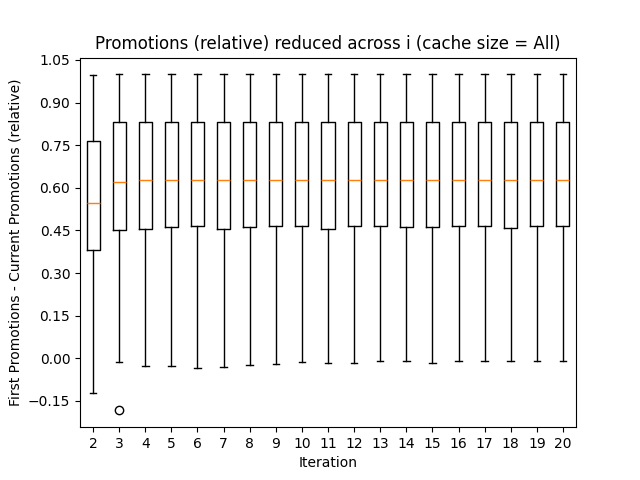 Promotions (relative) reduced across i (cache size = All)
First Promotions - Current Promotions (relative)
1.05
0.90
0.75
0.60
0.45
0.30
0.15
0.00
−0.15
2 3 4 5 6 7 8 9 10 11 12 13 14 15 16 17 18 19 20
Iteration